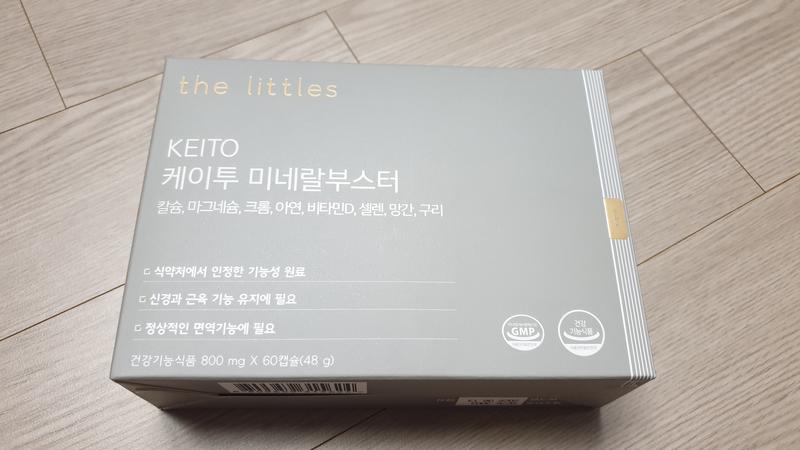 the littles
KEITO
케이투 미네랄부스터
칼슘, 마그네슘, 크롬, 아연, 비타민D, 셀렌, 망간, 구리
식약처에서 인정한 기능성 원료
신경과 근육 기능 유지에 필요
정상적인 면역기능에 필요
GMP
건강
기능식품
건강기능식품 800 mg X 60캡슐(48 g)